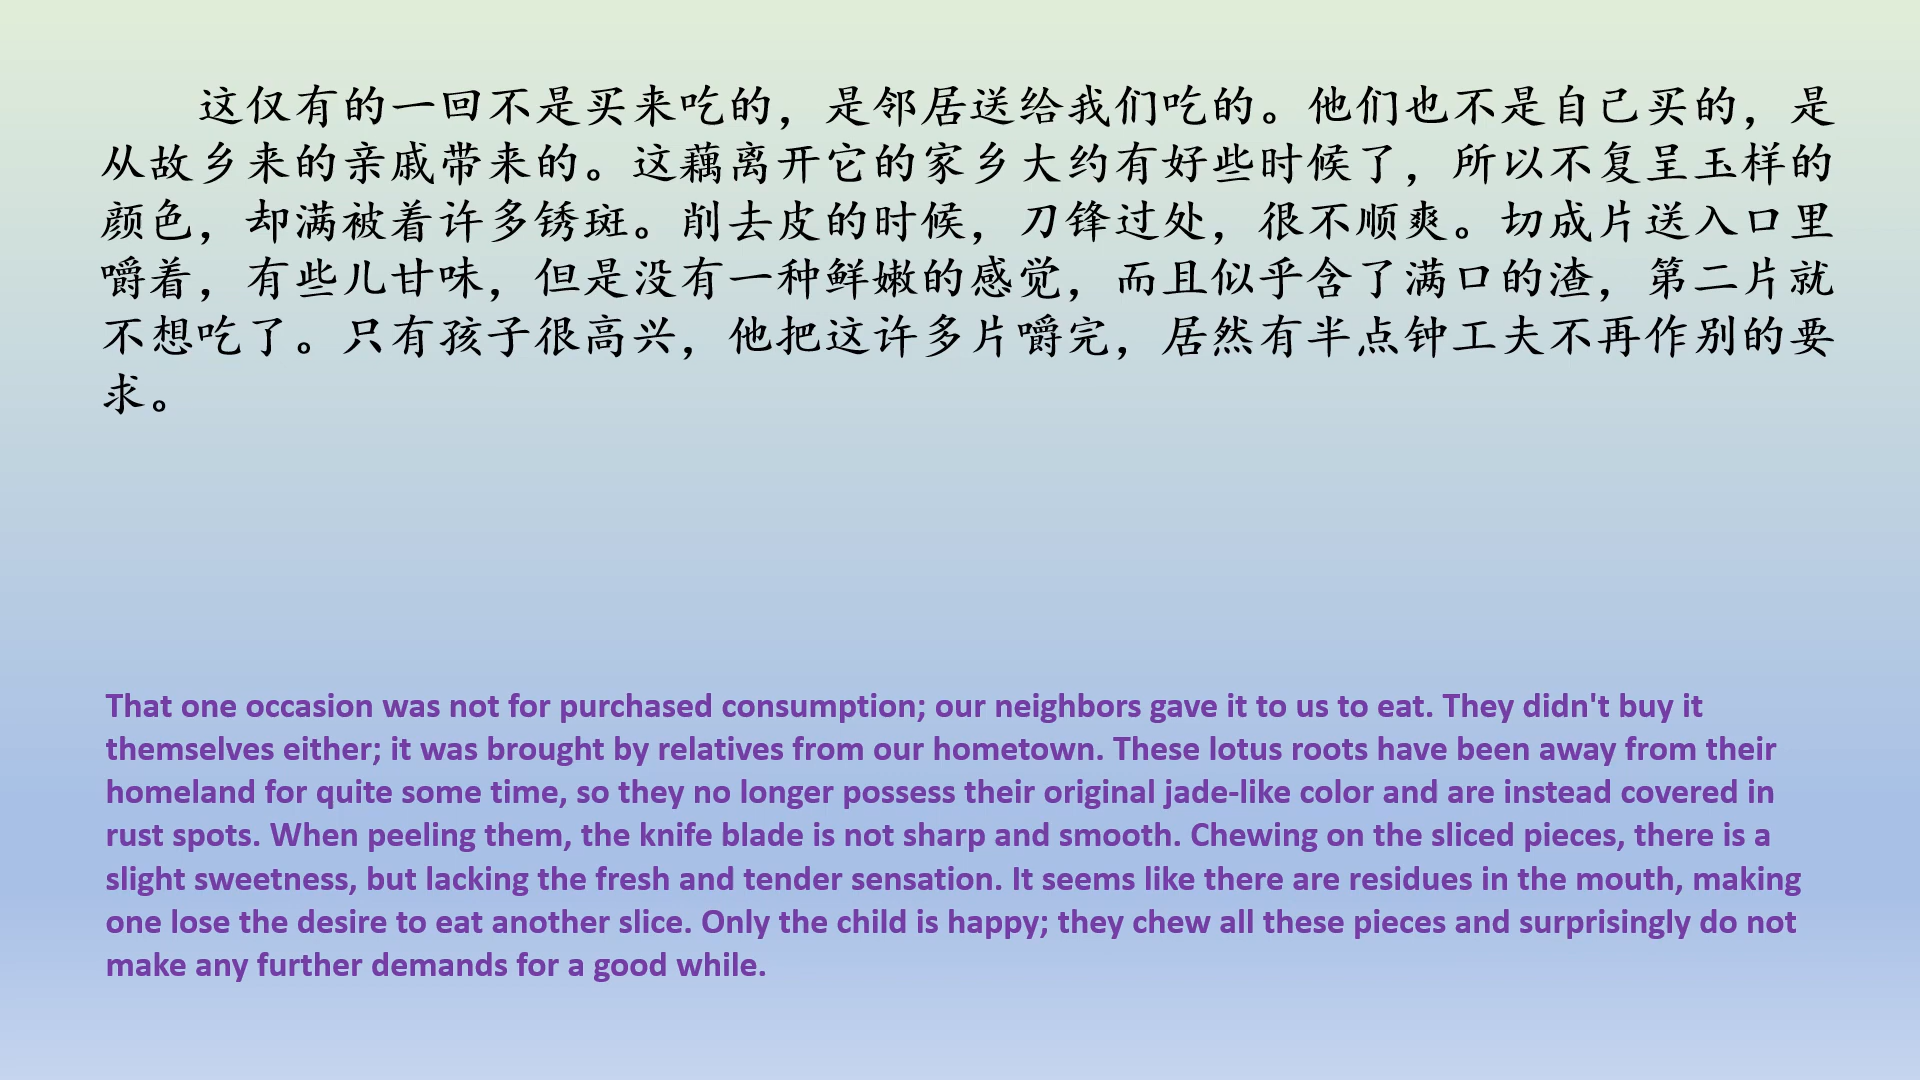 这仅有的一回不是买来吃的，是邻居送给我们吃的。他们也不是自己买的，是
从故乡来的亲戚带来的。这藕离开它的家乡大约有好些时候了，所以不复呈玉样的
颜色，却满被着许多锈斑。削去皮的时候，刀锋过处，很不顺爽。切成片送入口里
嚼着，有些儿甘味，但是没有一种鲜嫩的感觉，而且似乎含了满口的渣，第二片就
不想吃了。只有孩子很高兴，他把这许多片嚼完，居然有半点钟工夫不再作别的要
求。
That one occasion was not for purchased consumption; our neighbors gave it to us to eat. They didn't buy it
themselves either; it was brought by relatives from our hometown. These lotus roots have been away from their
homeland for quite some time, so they no longer possess their original jade-like color and are instead covered in
rust spots. When peeling them, the knife blade is not sharp and smooth. Chewing on the sliced pieces, there is a
slight sweetness, but lacking the fresh and tender sensation. It seems like there are residues in the mouth, making
one lose the desire to eat another slice. Only the child is happy; they chew all these pieces and surprisingly do not
make any further demands for a good while.